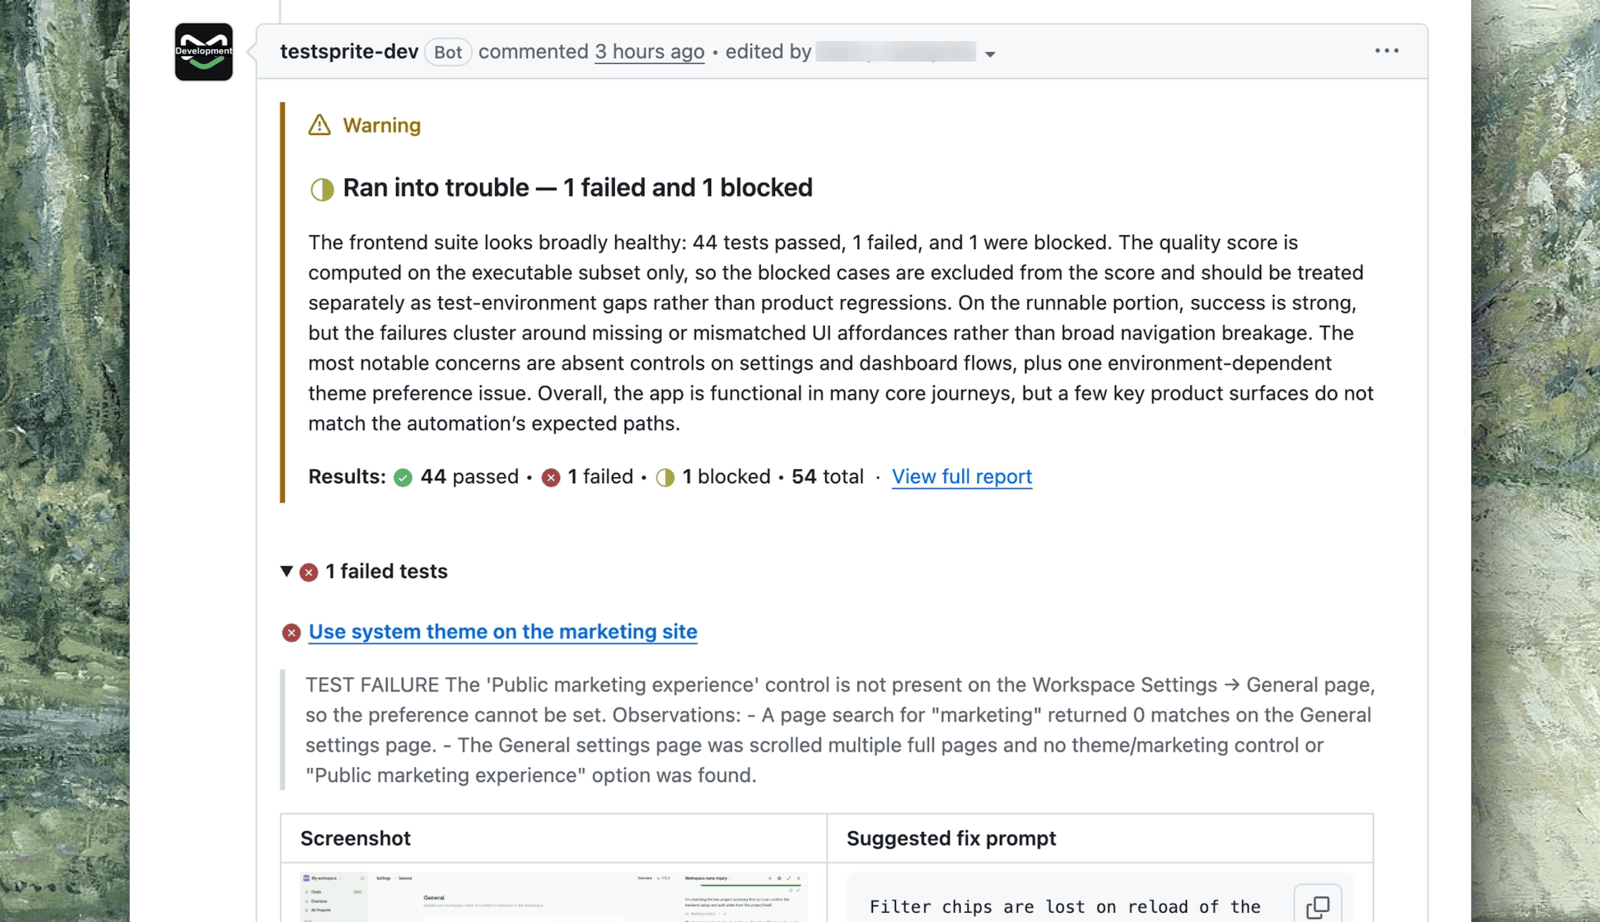 Development
testsprite-dev Bot commented 3 hours ago • edited by
Warning
Ran into trouble — 1 failed and 1 blocked
The frontend suite looks broadly healthy: 44 tests passed, 1 failed, and 1 were blocked. The quality score is
computed on the executable subset only, so the blocked cases are excluded from the score and should be treated
separately as test-environment gaps rather than product regressions. On the runnable portion, success is strong,
but the failures cluster around missing or mismatched UI affordances rather than broad navigation breakage. The
most notable concerns are absent controls on settings and dashboard flows, plus one environment-dependent
theme preference issue. Overall, the app is functional in many core journeys, but a few key product surfaces do not
match the automation’s expected paths.
Results: 44 passed • 1 failed • 1 blocked • 54 total · View full report
1 failed tests
Use system theme on the marketing site
TEST FAILURE The 'Public marketing experience' control is not present on the Workspace Settings → General page,
so the preference cannot be set. Observations: - A page search for "marketing" returned 0 matches on the General
settings page. - The General settings page was scrolled multiple full pages and no theme/marketing control or
"Public marketing experience" option was found.
Screenshot
Suggested fix prompt
My workspace
Settings
General
Chats
Overview
All Projects
General
Filter chips are lost on reload of the